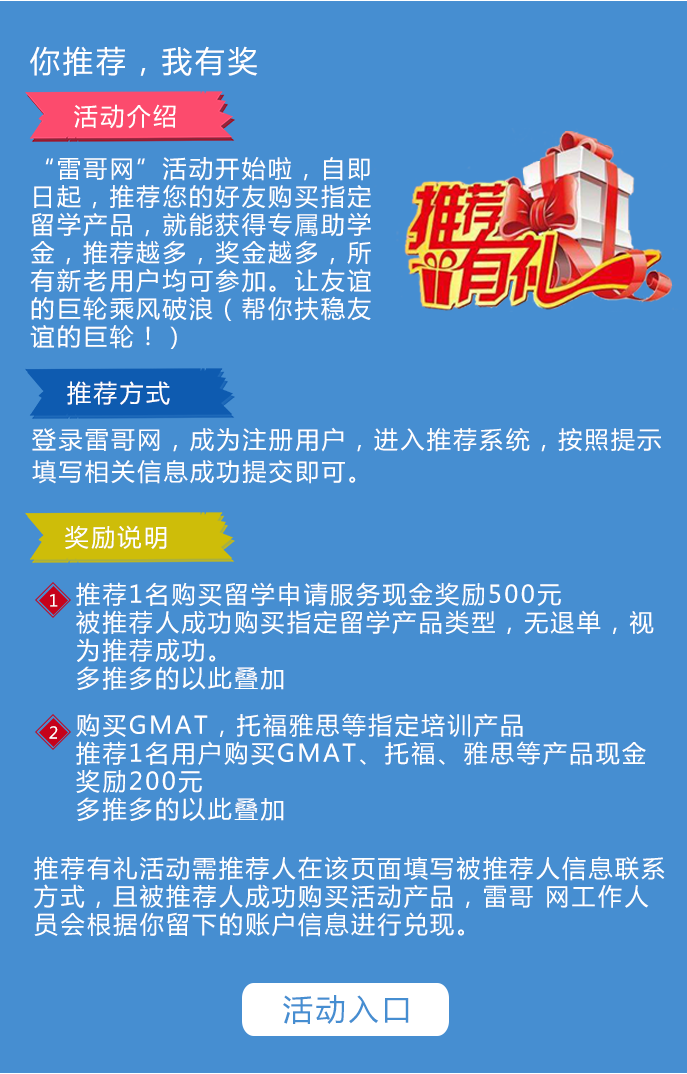 你推荐，我有奖
活动介绍
“雷哥网”活动开始啦，自即
日起，推荐您的好友购买指定
留学产品，就能获得专属助学
金，推荐越多，奖金越多，所
有新老用户均可参加。让友谊
的巨轮乘风破浪（帮你扶稳友
谊的巨轮！）
推荐
有礼
推荐方式
登录雷哥网，成为注册用户，进入推荐系统，按照提示
填写相关信息成功提交即可。
奖励说明
1 推荐1名购买留学申请服务现金奖励500元
被推荐人成功购买指定留学产品类型，无退单，视
为推荐成功。
多推多的以此叠加
2 购买GMAT，托福雅思等指定培训产品
推荐1名用户购买GMAT、托福、雅思等产品现金
奖励200元
多推多的以此叠加
推荐有礼活动需推荐人在该页面填写被推荐人信息联系
方式，且被推荐人成功购买活动产品，雷哥 网工作人
员会根据你留下的账户信息进行兑现。
活动入口